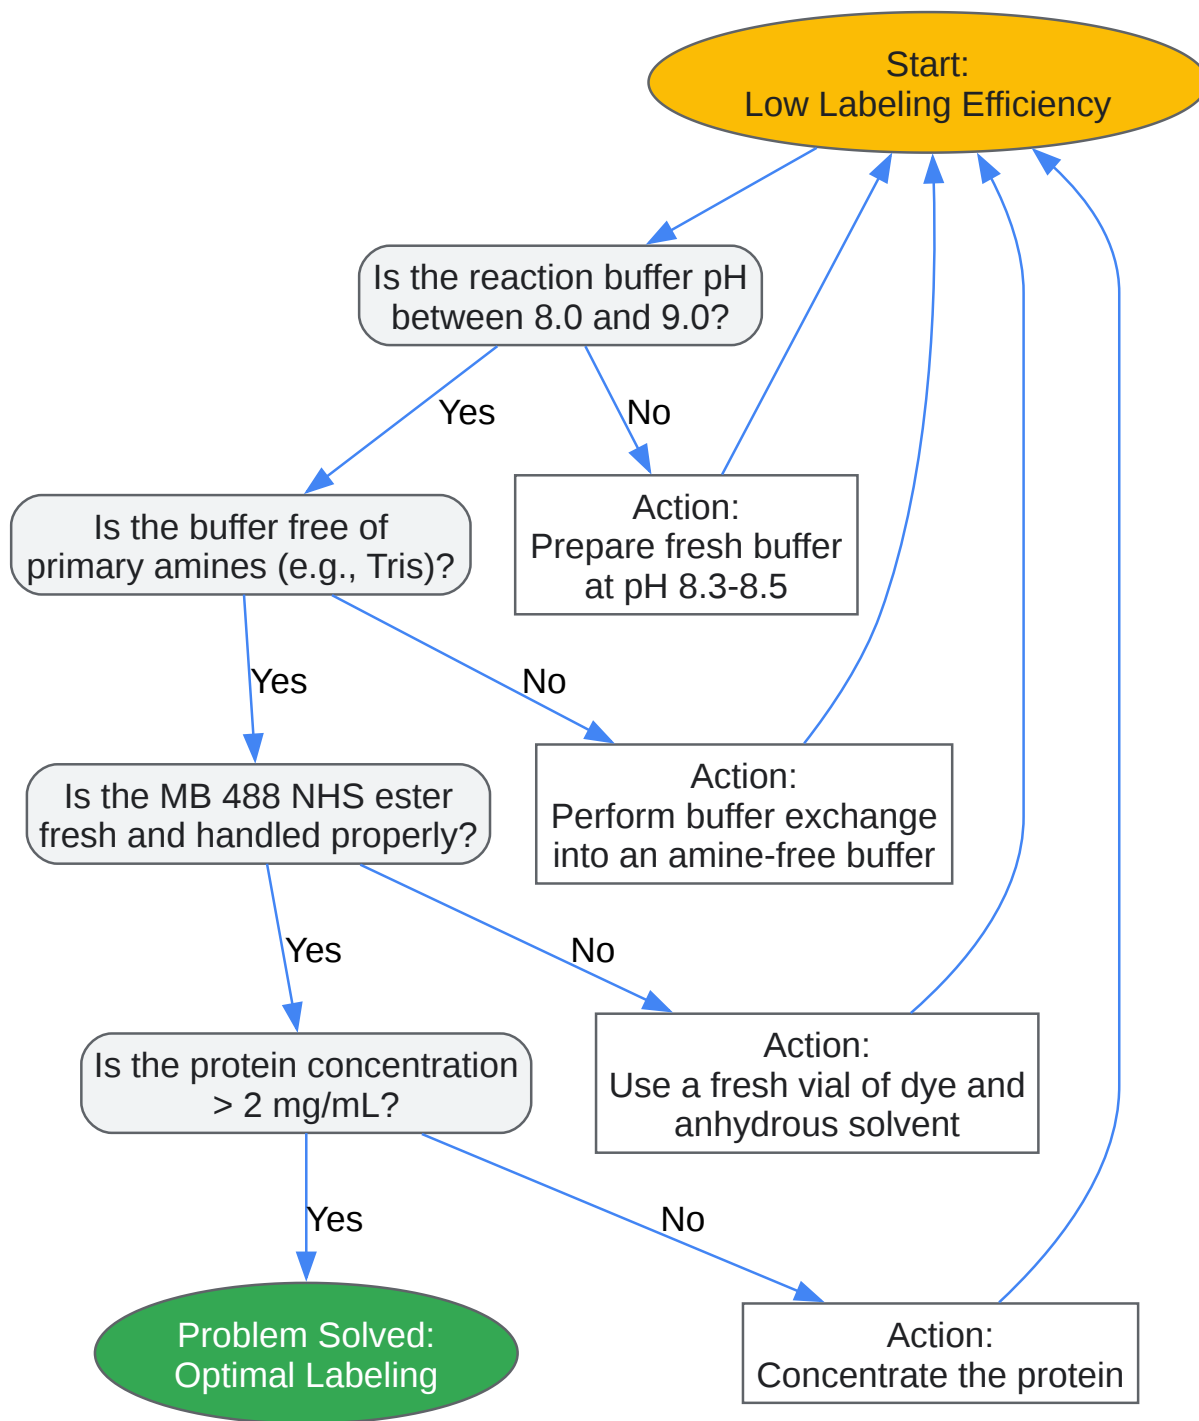 Start:
Low Labeling Efficiency
Is the reaction buffer pH
between 8.0 and 9.0?
Yes
No
Is the buffer free of
primary amines (e.g., Tris)?
Action:
Prepare fresh buffer
at pH 8.3-8.5
Yes
No
Is the MB 488 NHS ester
fresh and handled properly?
Action:
Perform buffer exchange
into an amine-free buffer
Yes
No
Is the protein concentration
> 2 mg/mL?
Action:
Use a fresh vial of dye and
anhydrous solvent
Yes
No
Problem Solved:
Optimal Labeling
Action:
Concentrate the protein